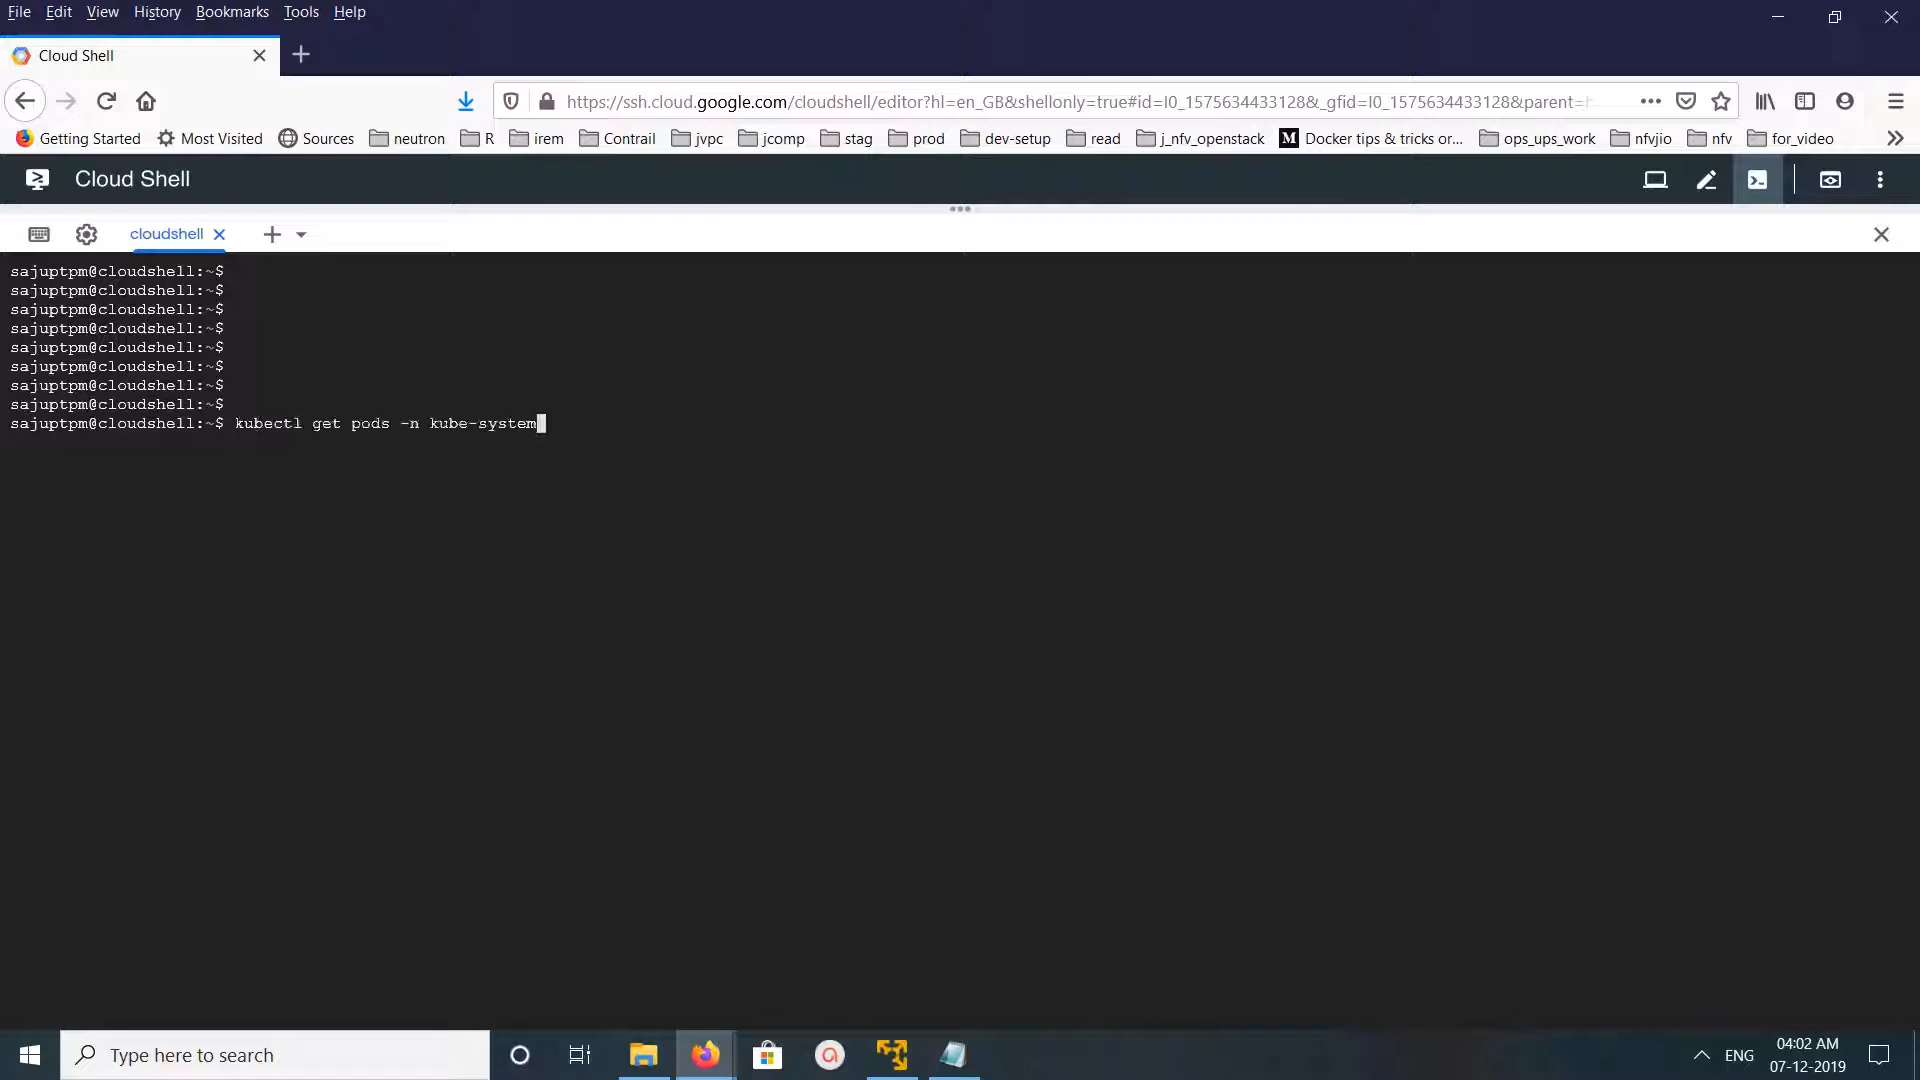 File Edit View History Bookmarks Tools Help
Cloud Shell
https://ssh.cloud.google.com/cloudshell/editor?hl=en_GB&shellonly=true#id=I0_1575634433128&_gfid=I0_1575634433128&parent=
Getting Started Most Visited Sources neutron R irem Contrail jvpc jcomp stag prod dev-setup read j_nfv_openstack M Docker tips & tricks or... ops_ups_work nfvjio nfv for_video
Cloud Shell
cloudshell
sajuptpm@cloudshell:~$
sajuptpm@cloudshell:~$
sajuptpm@cloudshell:~$
sajuptpm@cloudshell:~$
sajuptpm@cloudshell:~$
sajuptpm@cloudshell:~$
sajuptpm@cloudshell:~$
sajuptpm@cloudshell:~$
sajuptpm@cloudshell:~$ kubectl get pods -n kube-system
Type here to search
ENG
04:02 AM
07-12-2019